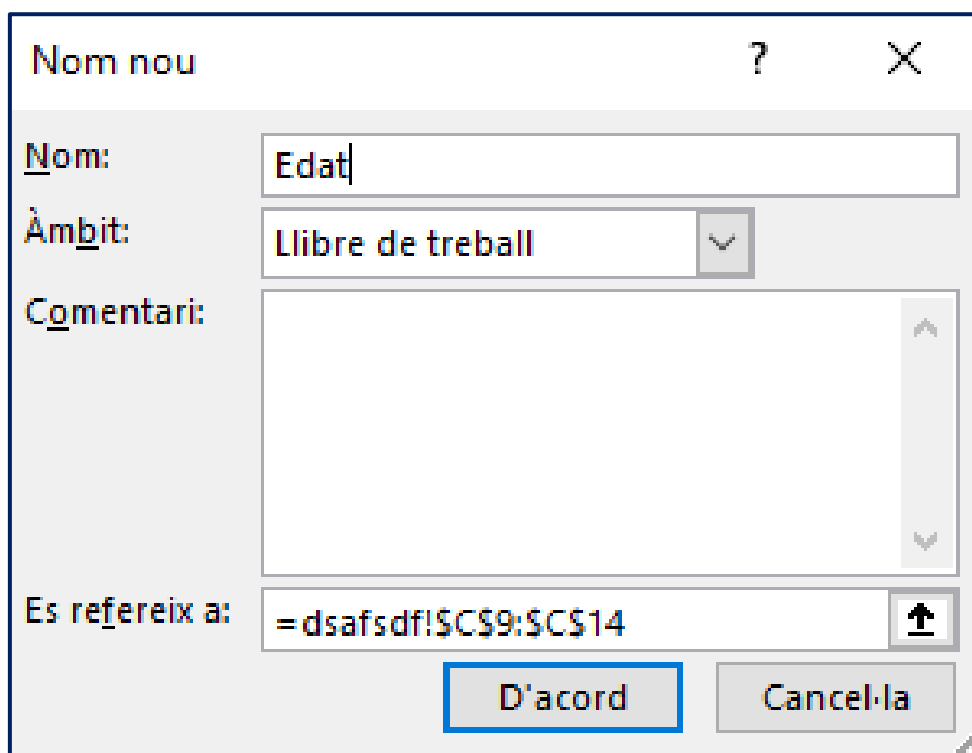 Nom nou ?
Nom: Edat
Àmbit: Llibre de treball
Comentari:
Es refereix a: =dsafsdf!$C$9:$C$14
D'acord Cancel·la